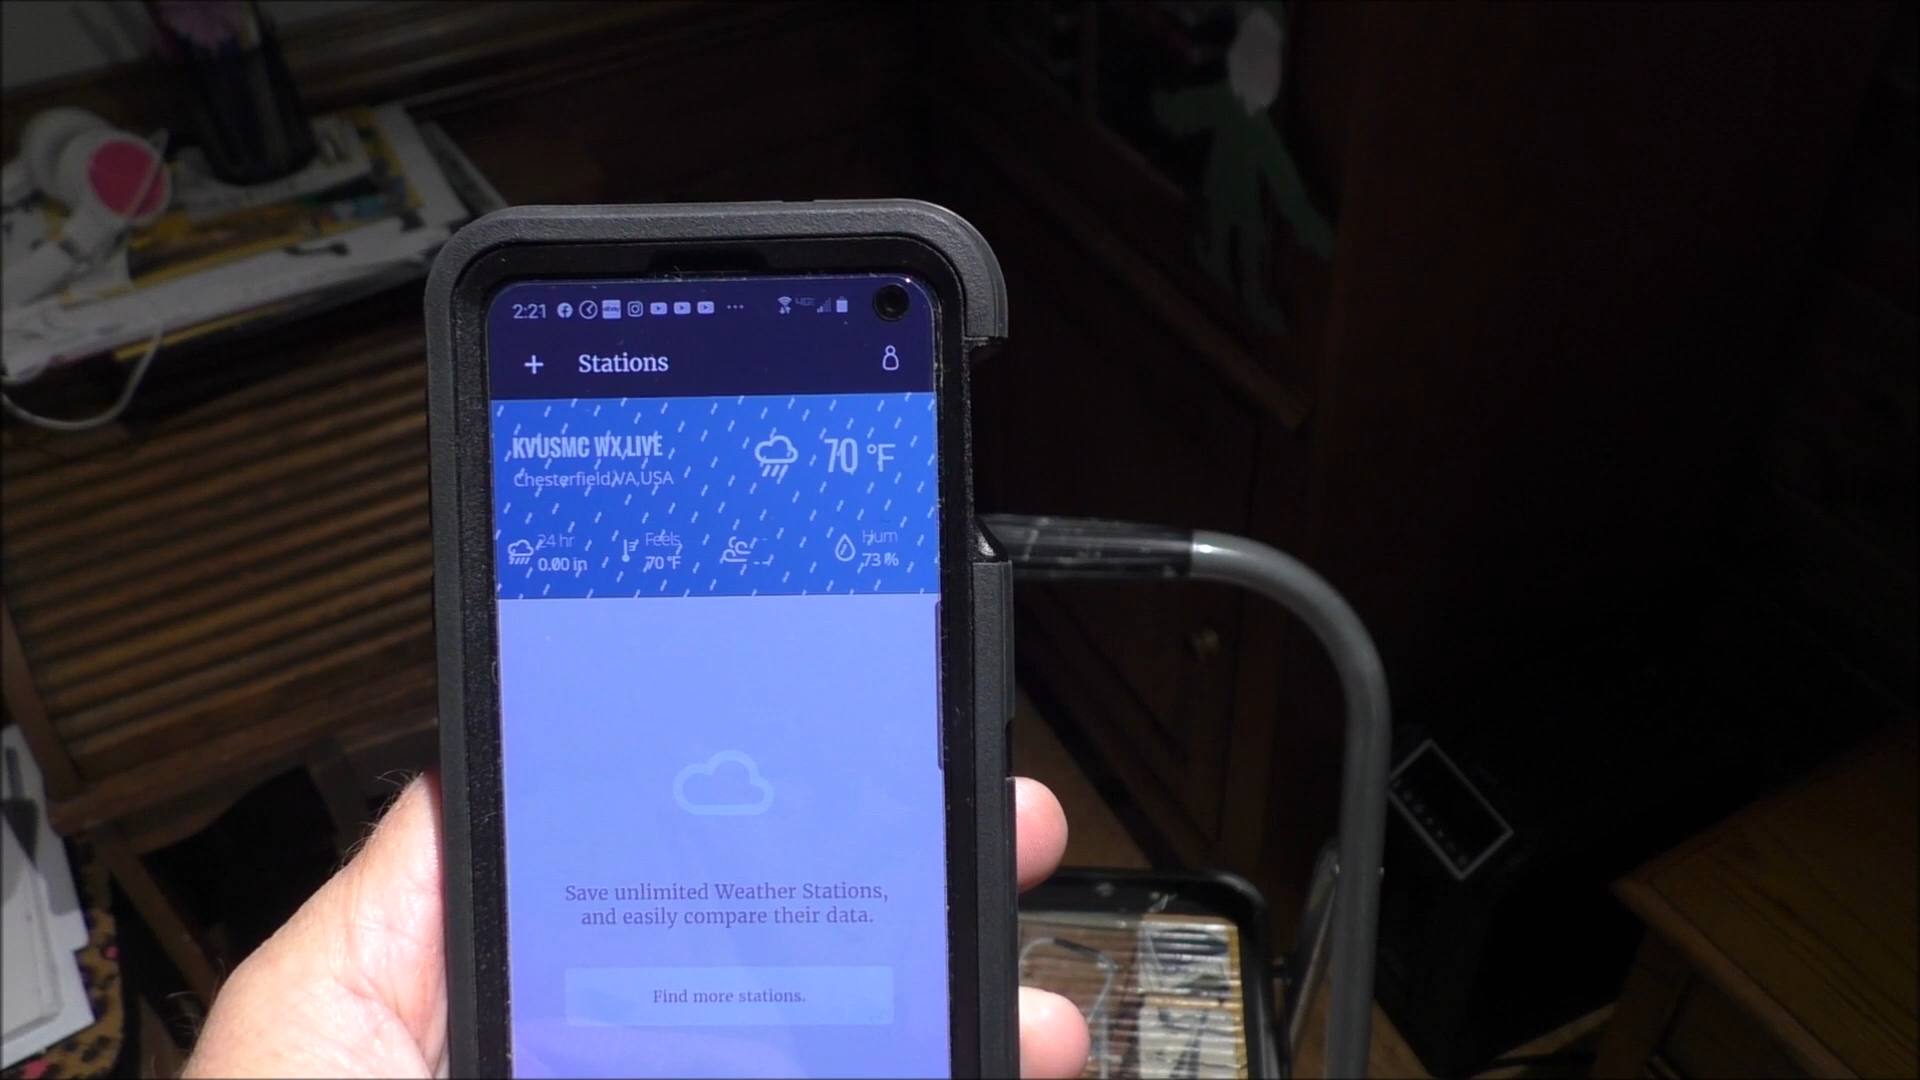 2:21
Stations
KVUSMC WX,LIVE
Chesterfield,VA,USA
70 °F
24 hr
0.00 in
Feels
70 °F
--
Hum
73 %
Save unlimited Weather Stations,
and easily compare their data.
Find more stations.